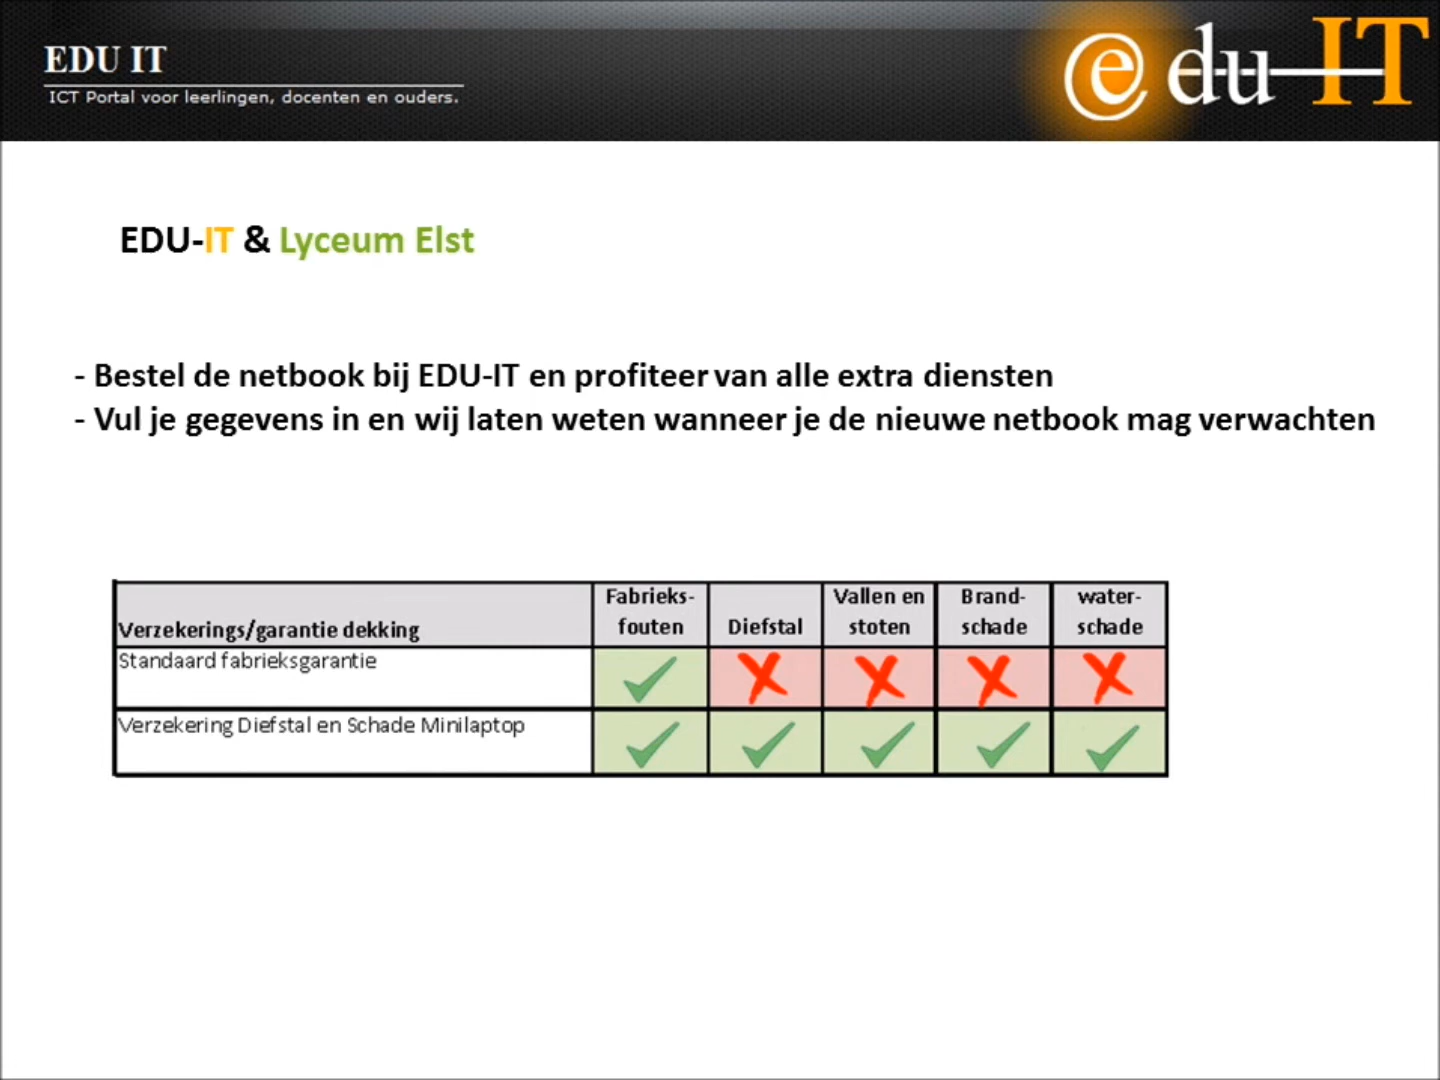 EDU IT
ICT Portal voor leerlingen, docenten en ouders.
edu IT
EDU-IT & Lyceum Elst
- Bestel de netbook bij EDU-IT en profiteer van alle extra diensten
- Vul je gegevens in en wij laten weten wanneer je de nieuwe netbook mag verwachten
Verzekerings/garantie dekking
Fabrieks-
fouten
Diefstal
Vallen en
stoten
Brand-
schade
water-
schade
Standaard fabrieksgarantie
Verzekering Diefstal en Schade Minilaptop